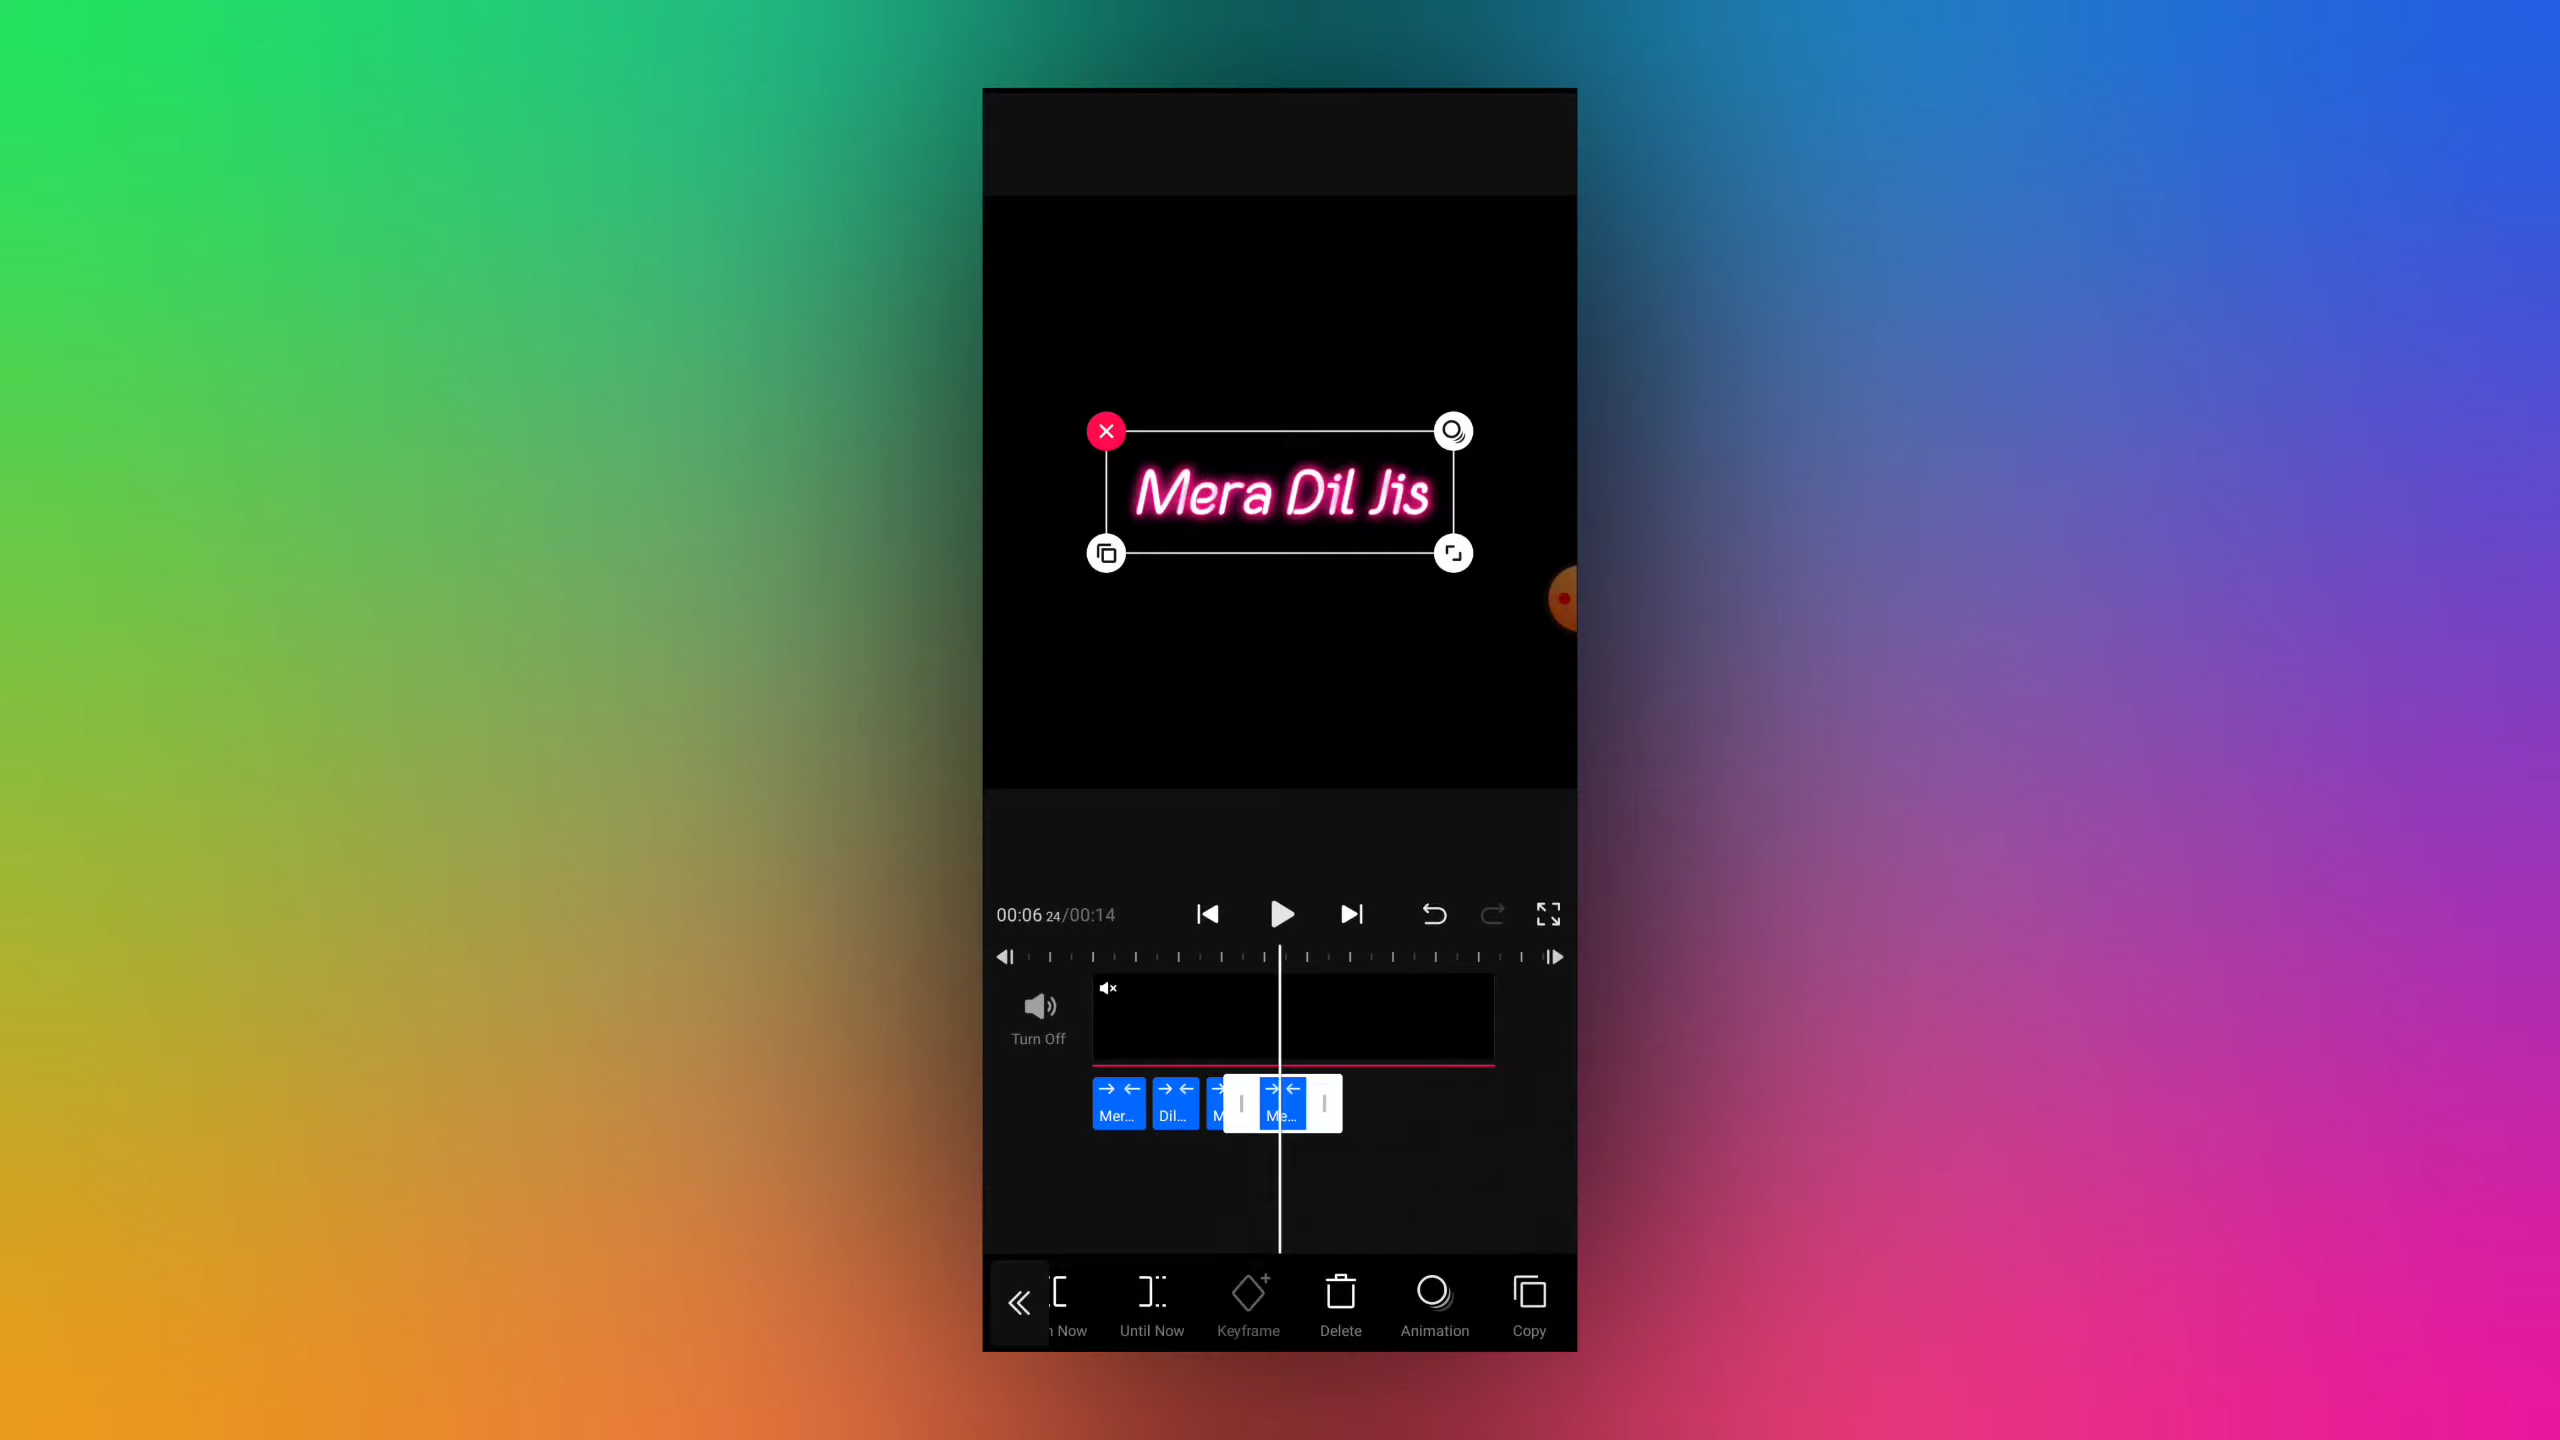 Mera Dil Jis
00:06 24/00:14
Turn Off
Mer... Dil... M Me...
n Now Until Now Keyframe Delete Animation Copy